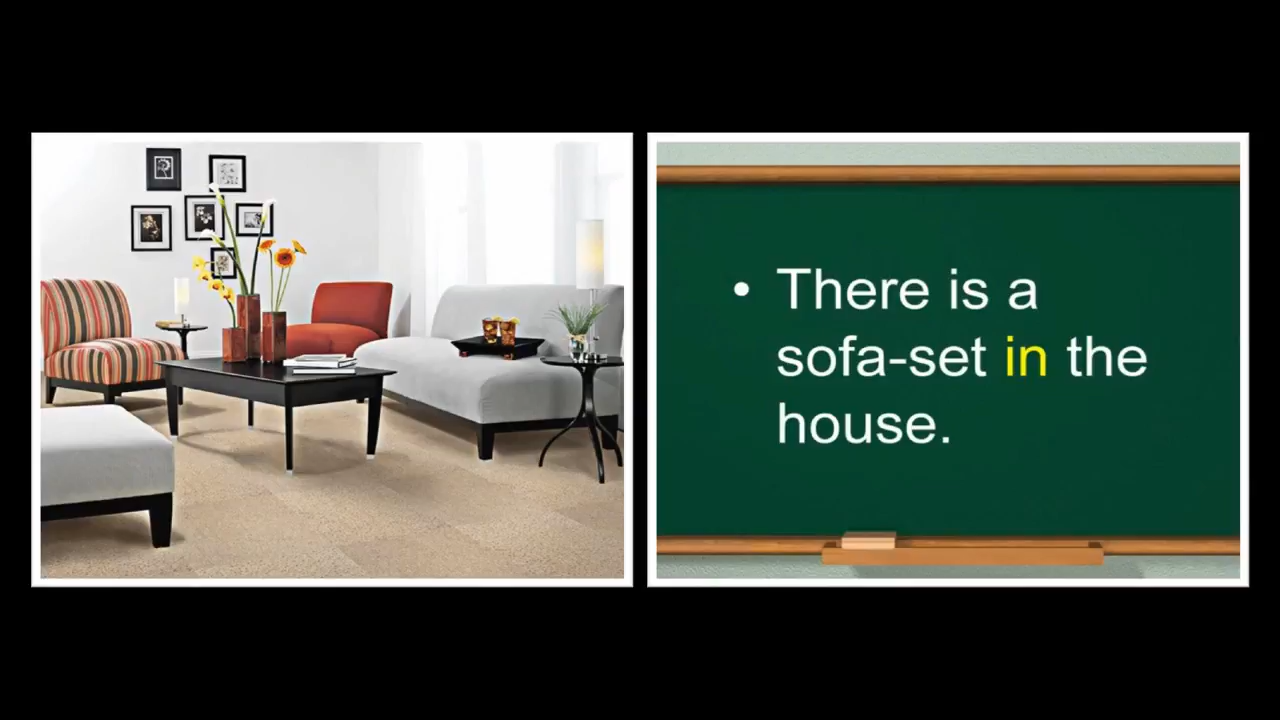 • There is a
sofa-set in the
house.